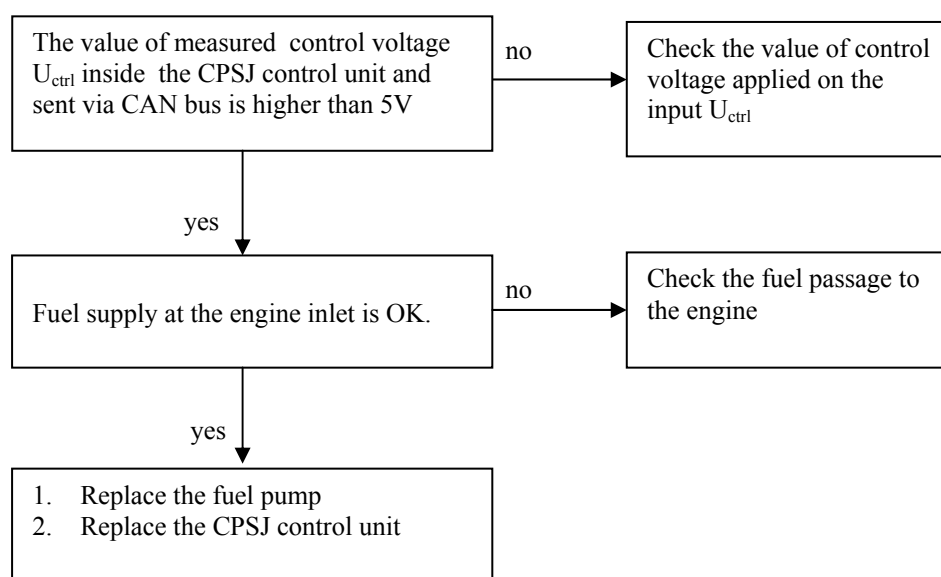 The value of measured control voltage
U_ctrl inside the CPSJ control unit and
sent via CAN bus is higher than 5V
no
Check the value of control
voltage applied on the
input U_ctrl
yes
Fuel supply at the engine inlet is OK.
no
Check the fuel passage to
the engine
yes
1. Replace the fuel pump
2. Replace the CPSJ control unit